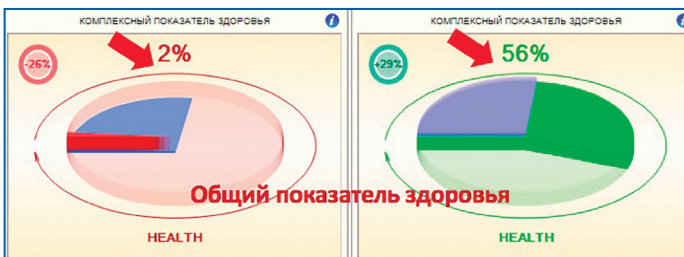 КОМПЛЕКСНЫЙ ПОКАЗАТЕЛЬ ЗДОРОВЬЯ i
-26% 2%
HEALTH
КОМПЛЕКСНЫЙ ПОКАЗАТЕЛЬ ЗДОРОВЬЯ i
+29% 56%
HEALTH
Общий показатель здоровья